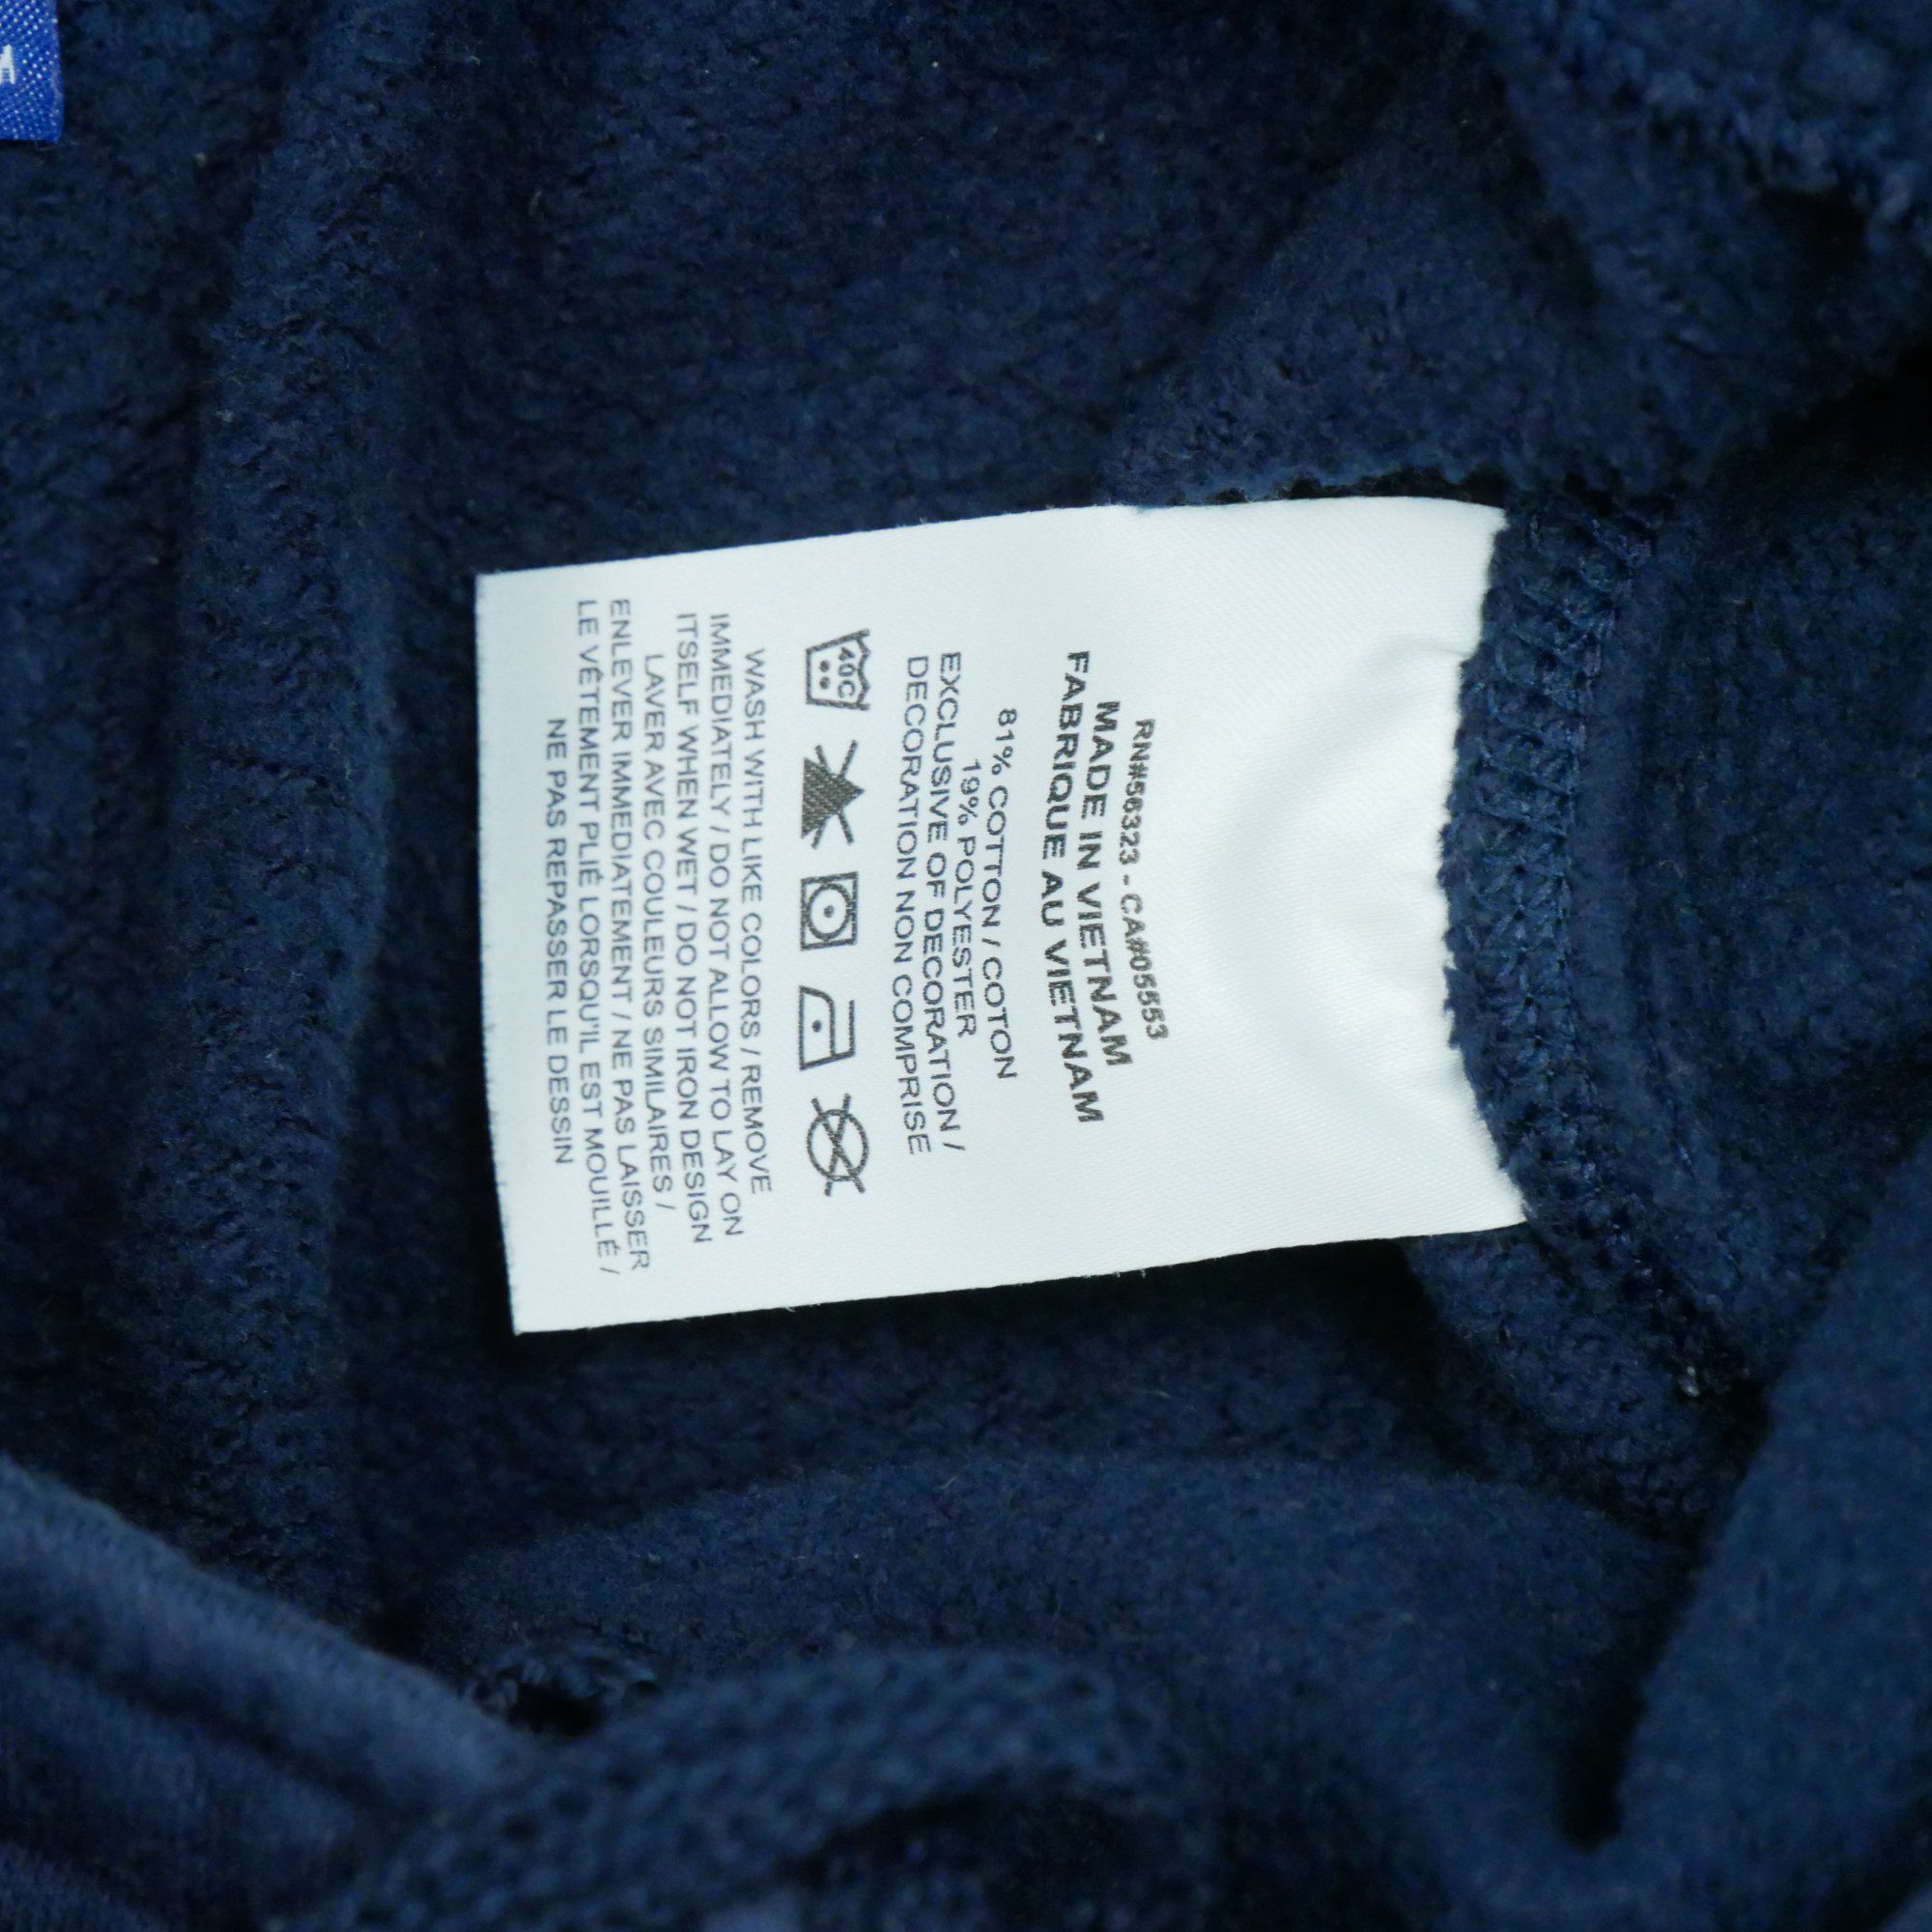 RN#56323 - CA#05553
MADE IN VIETNAM
FABRIQUE AU VIETNAM
81% COTTON / COTON
19% POLYESTER
EXCLUSIVE OF DECORATION /
DECORATION NON COMPRISE
40C
WASH WITH LIKE COLORS / REMOVE
IMMEDIATELY / DO NOT ALLOW TO LAY ON
ITSELF WHEN WET / DO NOT IRON DESIGN
LAVER AVEC COULEURS SIMILAIRES /
ENLEVER IMMEDIATEMENT / NE PAS LAISSER
LE VÊTEMENT PLIÉ LORSQU'IL EST MOUILLÉ /
NE PAS REPASSER LE DESSIN